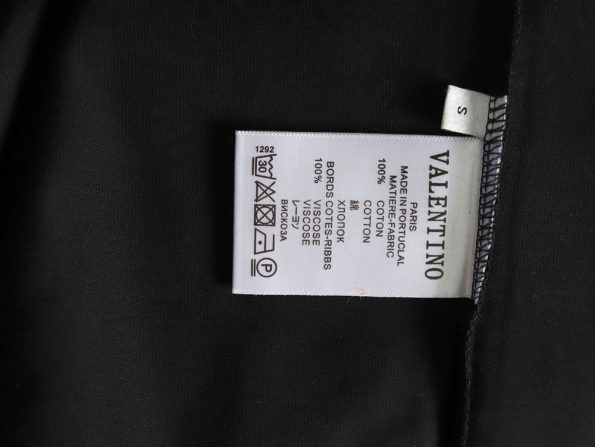 S
VALENTINO
PARIS
MADE IN PORTUCLAL
MATIERE-FABRIC
100% COTON
COTTON
綿
ХЛОПОК
BORDS COTES-RIBBS
100% VISCOSE
VISCOSE
レーヨン
ВИСКОЗА
1292
30
P